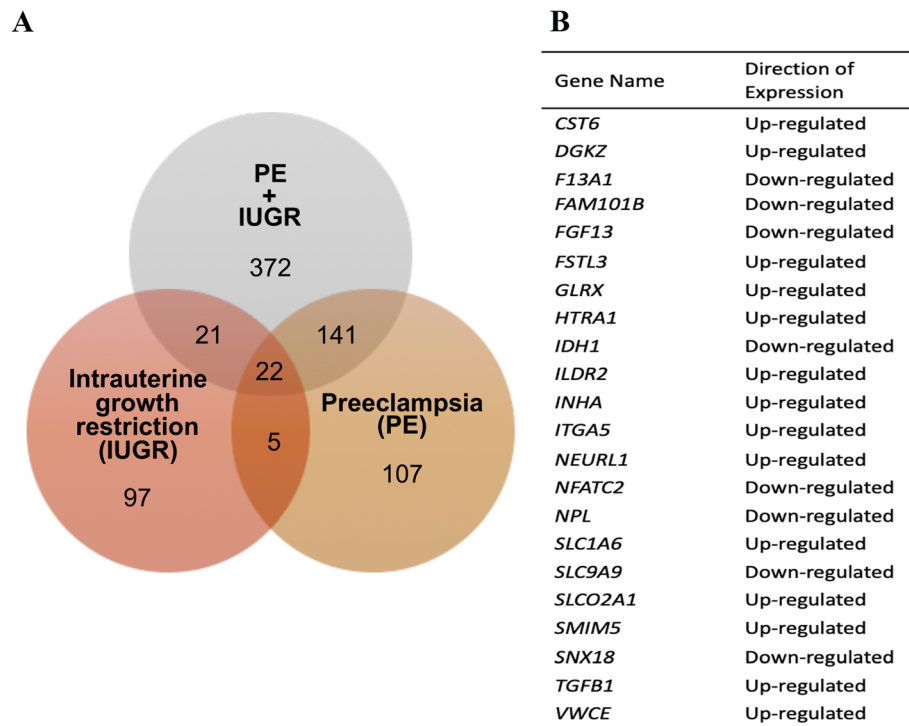 A
PE
+
IUGR
372
21
141
22
Intrauterine
growth
restriction
(IUGR)
Preeclampsia
(PE)
5
97
107
B
Gene Name
Direction of
Expression
CST6 Up-regulated
DGKZ Up-regulated
F13A1 Down-regulated
FAM101B Down-regulated
FGF13 Down-regulated
FSTL3 Up-regulated
GLRX Up-regulated
HTRA1 Up-regulated
IDH1 Down-regulated
ILDR2 Up-regulated
INHA Up-regulated
ITGA5 Up-regulated
NEURL1 Up-regulated
NFATC2 Down-regulated
NPL Down-regulated
SLC1A6 Up-regulated
SLC9A9 Down-regulated
SLCO2A1 Up-regulated
SMIM5 Up-regulated
SNX18 Down-regulated
TGFB1 Up-regulated
VWCE Up-regulated